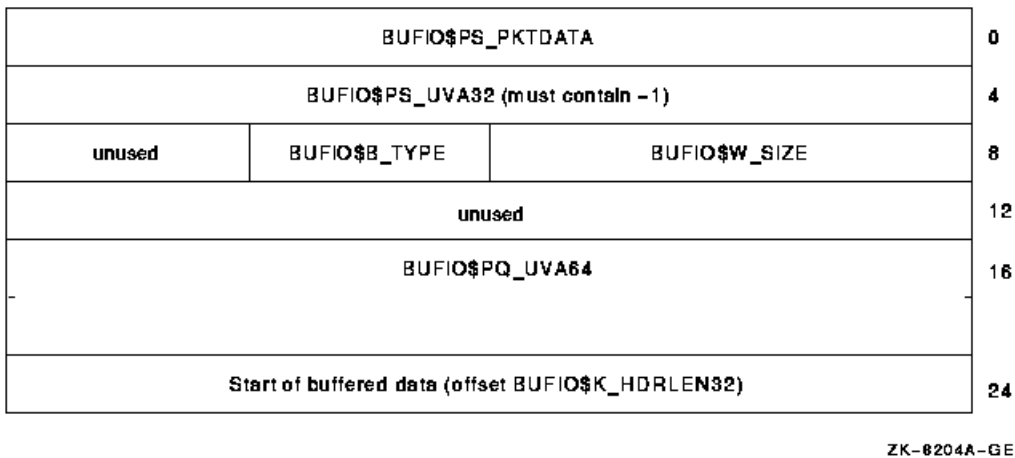 BUFIO$PS_PKTDATA 0
BUFIO$PS_UVA32 (must contain –1) 4
unused BUFIO$B_TYPE BUFIO$W_SIZE 8
unused 12
BUFIO$PQ_UVA64 16
Start of buffered data (offset BUFIO$K_HDRLEN32) 24
ZK–8204A–GE